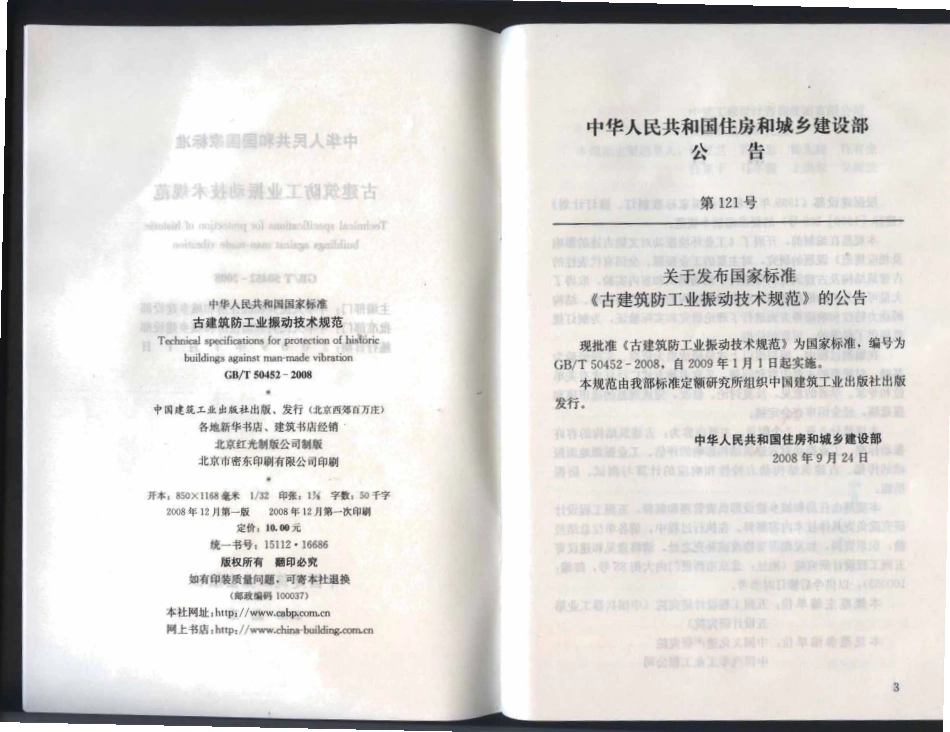 中华人民共和国国家标准
古建筑防工业振动技术规范
Technical specifications for protection of historic
buildings against man-made vibration
GB/T 50452-2008
*
中国建筑工业出版社出版、发行(北京西郊百万庄)
各地新华书店、建筑书店经销
北京红光制版公司制版
北京市密东印刷有限公司印刷
*
开本:850×1168毫米 1/32 印张: 字数:50千字
2008年12月第一版 2008年12月第一次印刷
定价:10.00元
统一书号:15112·16686
版权所有 翻印必究
如有印装质量问题,可寄本社退换
(邮政编码 100037)
本社网址:http://www.cabp.com.cn
网上书店:http://www.china-building.com.cn
中华人民共和国住房和城乡建设部
公 告
第 121 号
关于发布国家标准
《古建筑防工业振动技术规范》的公告
现批准《古建筑防工业振动技术规范》为国家标准,编号为
GB/T 50452-2008,自 2009 年 1 月 1 日起实施。
本规范由我部标准定额研究所组织中国建筑工业出版社出版
发行。
中华人民共和国住房和城乡建设部
2008 年 9 月 24 日
3